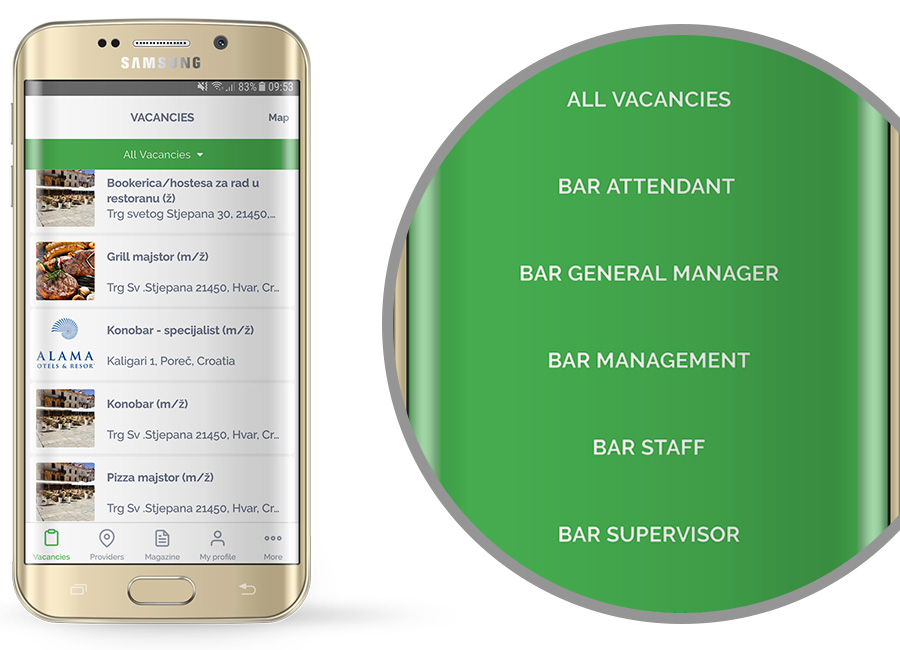 SAMSUNG
83% 09:53
VACANCIES
Map
All Vacancies
Bookerica/hostesa za rad u
restoranu (ž)
Trg svetog Stjepana 30, 21450,...
Grill majstor (m/ž)
Trg Sv .Stjepana 21450, Hvar, Cr...
ALAMA
OTELS & RESOR
Konobar - specijalist (m/ž)
Kaligari 1, Poreč, Croatia
Konobar (m/ž)
Trg Sv .Stjepana 21450, Hvar, Cr...
Pizza majstor (m/ž)
Trg Sv .Stjepana 21450, Hvar, Cr...
Vacancies
Providers
Magazine
My profile
More
ALL VACANCIES
BAR ATTENDANT
BAR GENERAL MANAGER
BAR MANAGEMENT
BAR STAFF
BAR SUPERVISOR